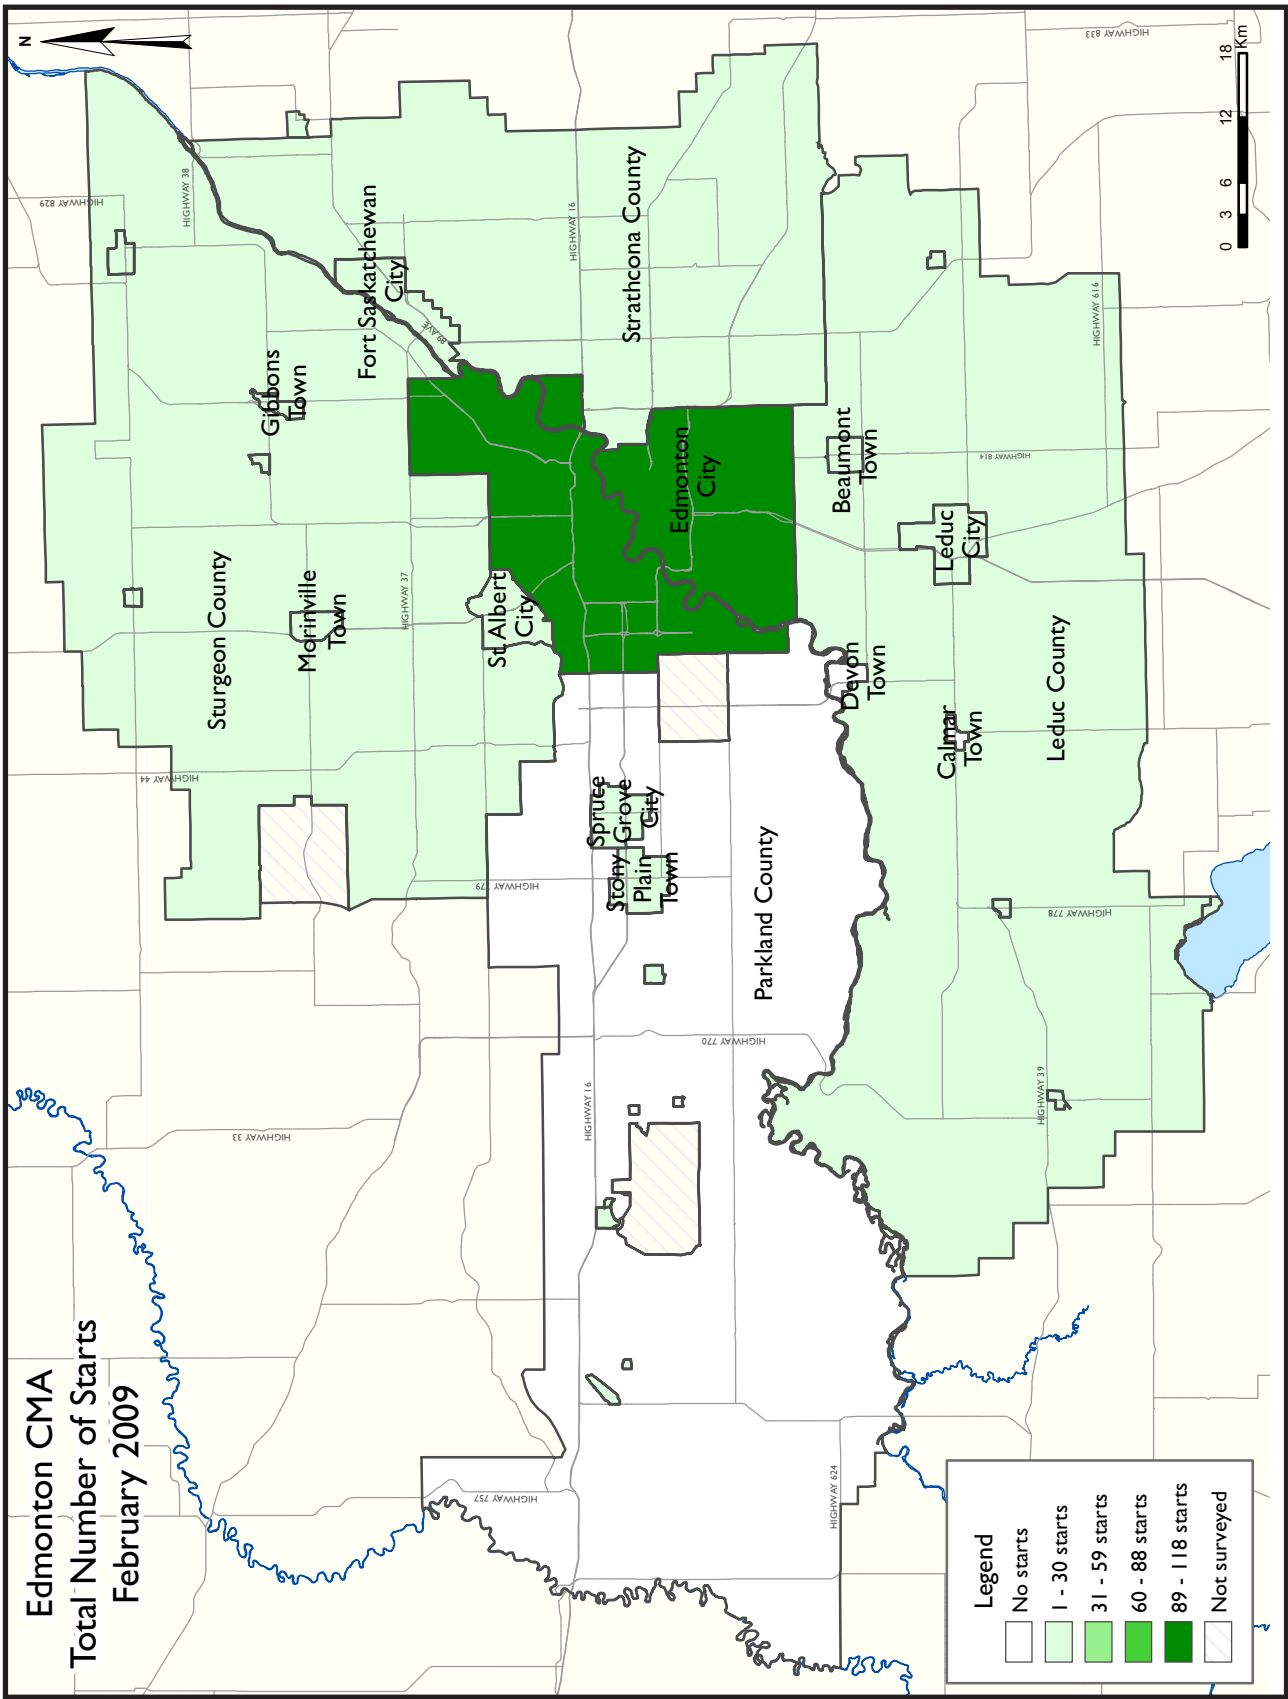 Edmonton CMA
Total Number of Starts
February 2009
N
HIGHWAY 829
HIGHWAY 38
HIGHWAY 44
HIGHWAY 33
Sturgeon County
Gibbons
Town
Morinville
Town
Fort Saskatchewan
City
89 AVE
HIGHWAY 37
St. Albert
City
HIGHWAY 779
HIGHWAY 757
HIGHWAY 16
HIGHWAY 16
Strathcona County
Spruce
Grove
City
Stony
Plain
Town
Edmonton
City
HIGHWAY 770
Parkland County
HIGHWAY 624
Beaumont
Town
Devon
Town
Leduc
City
Calmar
Town
HIGHWAY 814
Leduc County
HIGHWAY 39
HIGHWAY 778
HIGHWAY 616
HIGHWAY 833
Legend
No starts
1 - 30 starts
31 - 59 starts
60 - 88 starts
89 - 118 starts
Not surveyed
0 3 6 12 18
Km